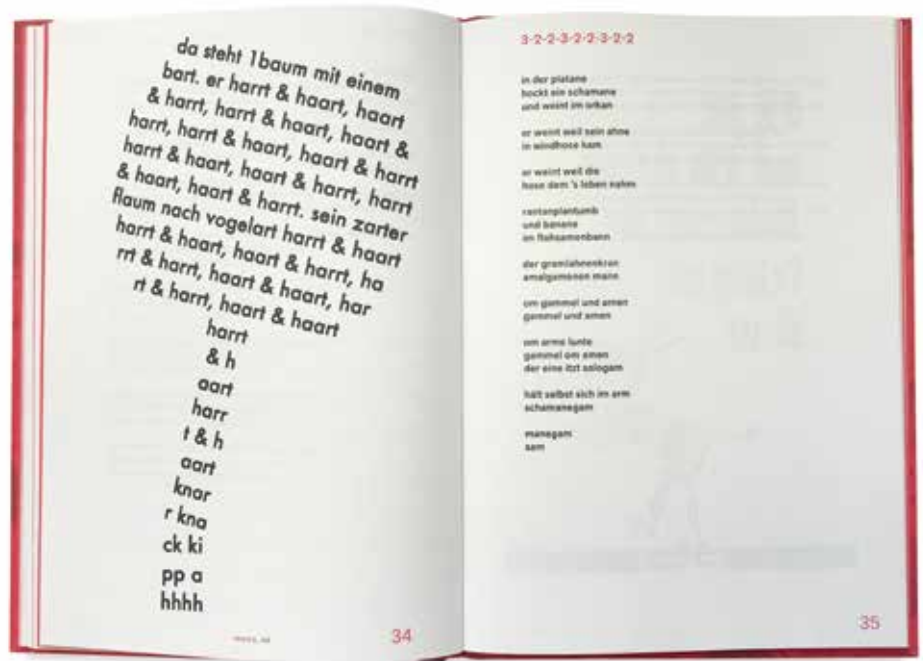 da steht 1baum mit einem
bart. er harrt & haart, haart
& harrt, harrt & haart, haart &
harrt, harrt & haart, haart & harrt
harrt & haart, haart & harrt, harrt
& haart, haart & harrt. sein zarter
flaum nach vogelart harrt & haart
harrt & haart, haart & harrt, ha
rrt & harrt, haart & haart, har
rt & harrt, haart & haart
harrt
& h
aart
harr
t & h
aart
knar
r kna
ck ki
pp a
hhhh
34
3-2-2-3-2-2-3-2-2
in der platane
hockt ein schamane
und weint im orkan
er weint weil sein ahne
in windhose kam
er weint weil die
hose dem 's leben nahm
und banane
der gramlahnenkran
amalgamenen mann
om gammel und amen
gammel und amen
om arms lunte
gammel om emen
der eine itzt sologam
hält selbst sich im arm
schamanegam
manegam
sam
35